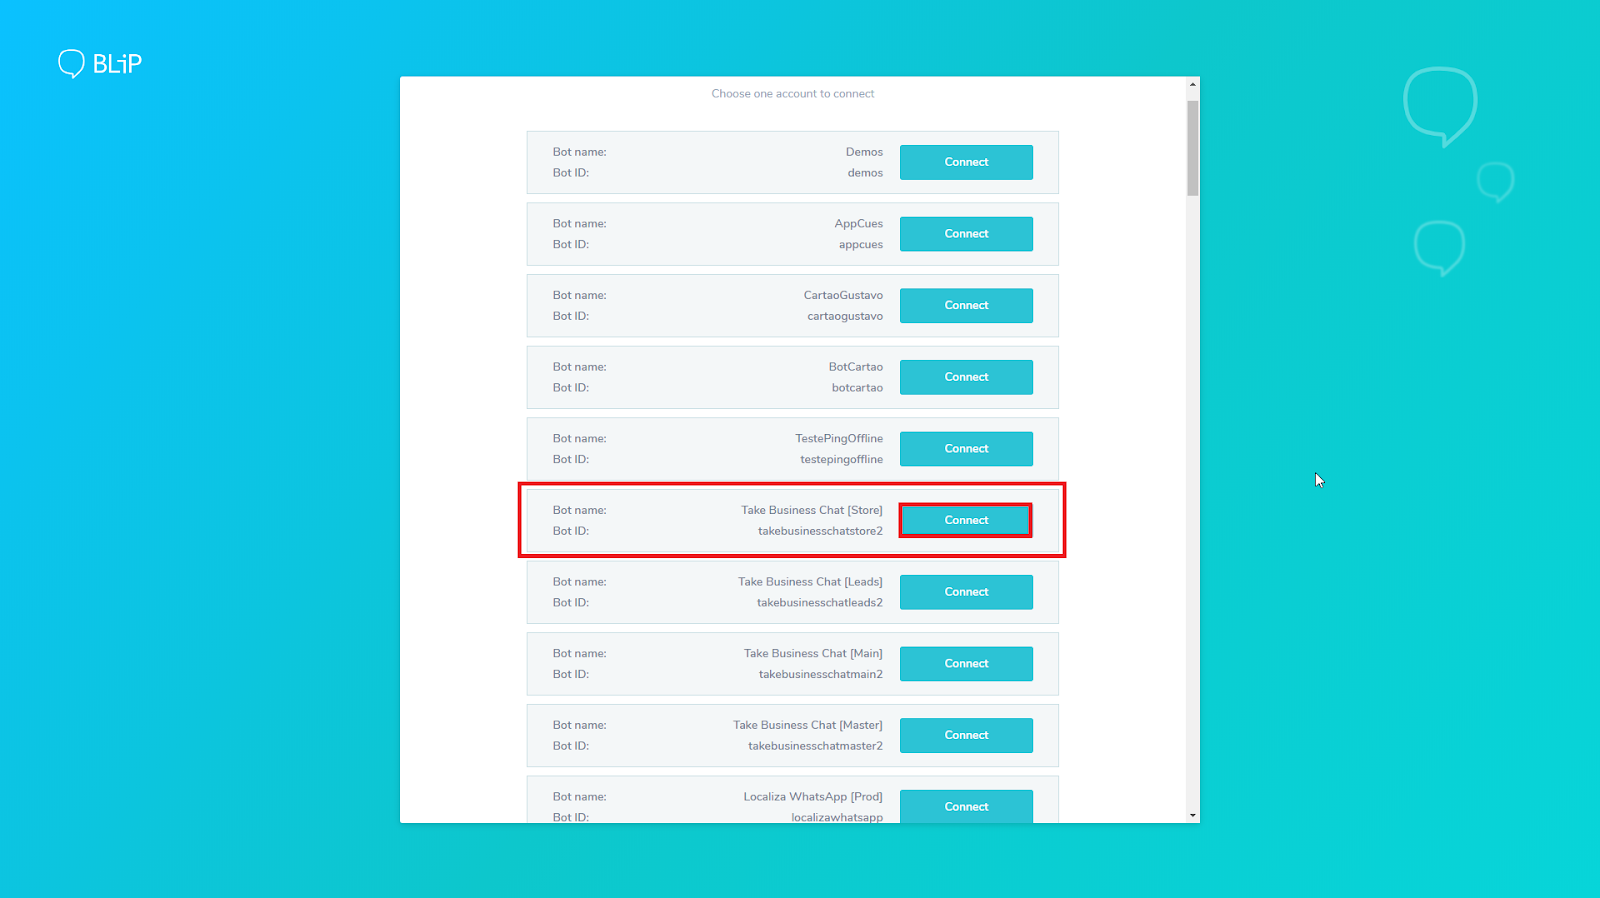 BLiP
Choose one account to connect
Bot name: Demos
Bot ID: demos
Connect
Bot name: AppCues
Bot ID: appcues
Connect
Bot name: CartaoGustavo
Bot ID: cartaogustavo
Connect
Bot name: BotCartao
Bot ID: botcartao
Connect
Bot name: TestePingOffline
Bot ID: testepingoffline
Connect
Bot name: Take Business Chat [Store]
Bot ID: takebusinesschatstore2
Connect
Bot name: Take Business Chat [Leads]
Bot ID: takebusinesschatleads2
Connect
Bot name: Take Business Chat [Main]
Bot ID: takebusinesschatmain2
Connect
Bot name: Take Business Chat [Master]
Bot ID: takebusinesschatmaster2
Connect
Bot name: Localiza WhatsApp [Prod]
Bot ID: localizawhatsapp
Connect